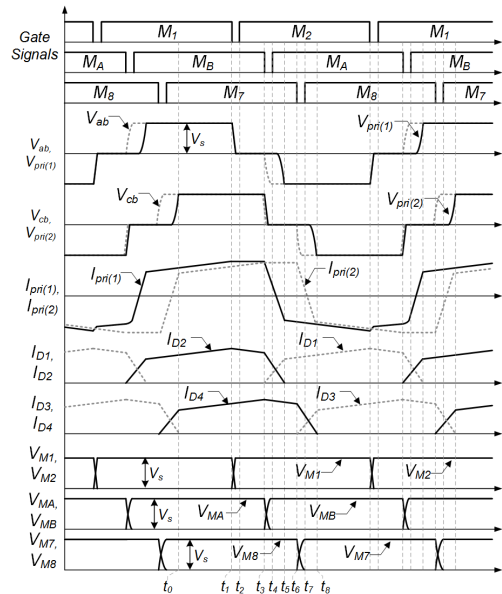 Gate Signals
M1 M2 M1
MA MB MA MB
M8 M7 M8 M7
Vab, Vpri(1)
Vab Vs Vpri(1)
Vcb, Vpri(2)
Vcb Vpri(2)
Ipri(1), Ipri(2)
Ipri(1) Ipri(2)
ID1, ID2
ID2 ID1
ID3, ID4
ID4 ID3
VM1, VM2
Vs VM1 VM2
VMA, VMB
Vs VMA VMB
VM7, VM8
Vs VM8 VM7
t0 t1 t2 t3 t4 t5 t6 t7 t8